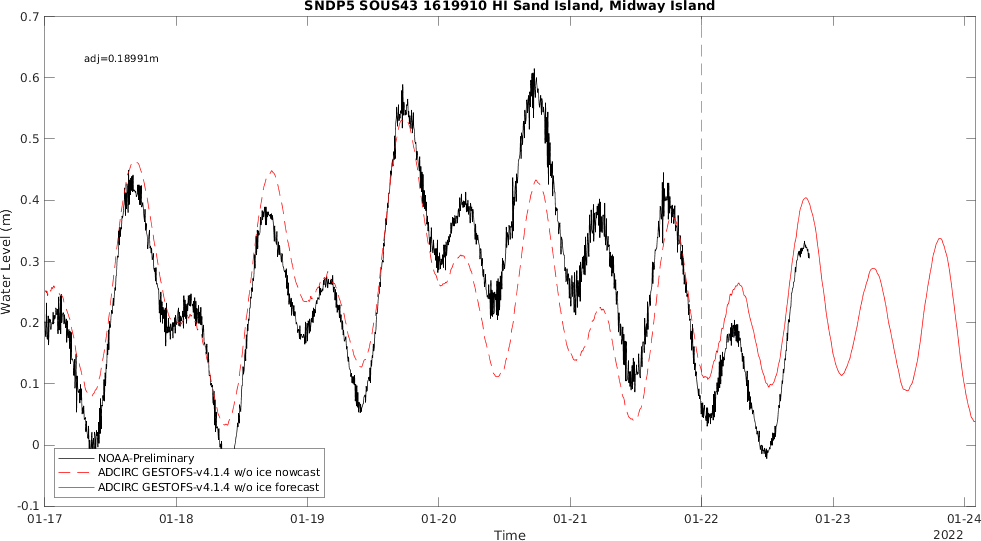 SNDP5 SOUS43 1619910 HI Sand Island, Midway Island
adj=0.18991m
Water Level (m)
0.7
0.6
0.5
0.4
0.3
0.2
0.1
0
-0.1
NOAA-Preliminary
ADCIRC GESTOFS-v4.1.4 w/o ice nowcast
ADCIRC GESTOFS-v4.1.4 w/o ice forecast
01-17 01-18 01-19 01-20 01-21 01-22 01-23 01-24
Time
2022